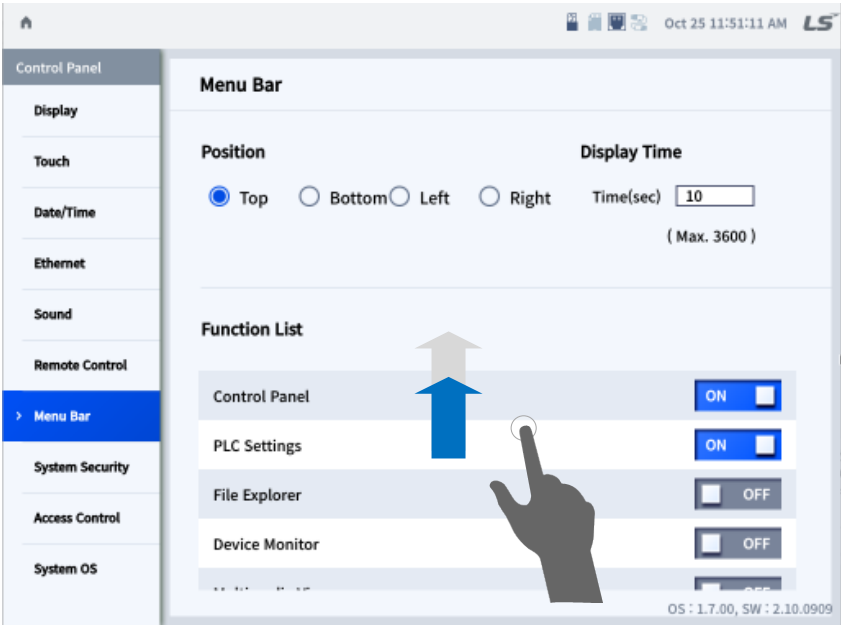 Oct 25 11:51:11 AM LS
Control Panel
Display
Touch
Date/Time
Ethernet
Sound
Remote Control
> Menu Bar
System Security
Access Control
System OS
Menu Bar
Position
Top Bottom Left Right
Display Time
Time(sec) 10
( Max. 3600 )
Function List
Control Panel ON
PLC Settings ON
File Explorer OFF
Device Monitor OFF
OFF
OS : 1.7.00, SW : 2.10.0909